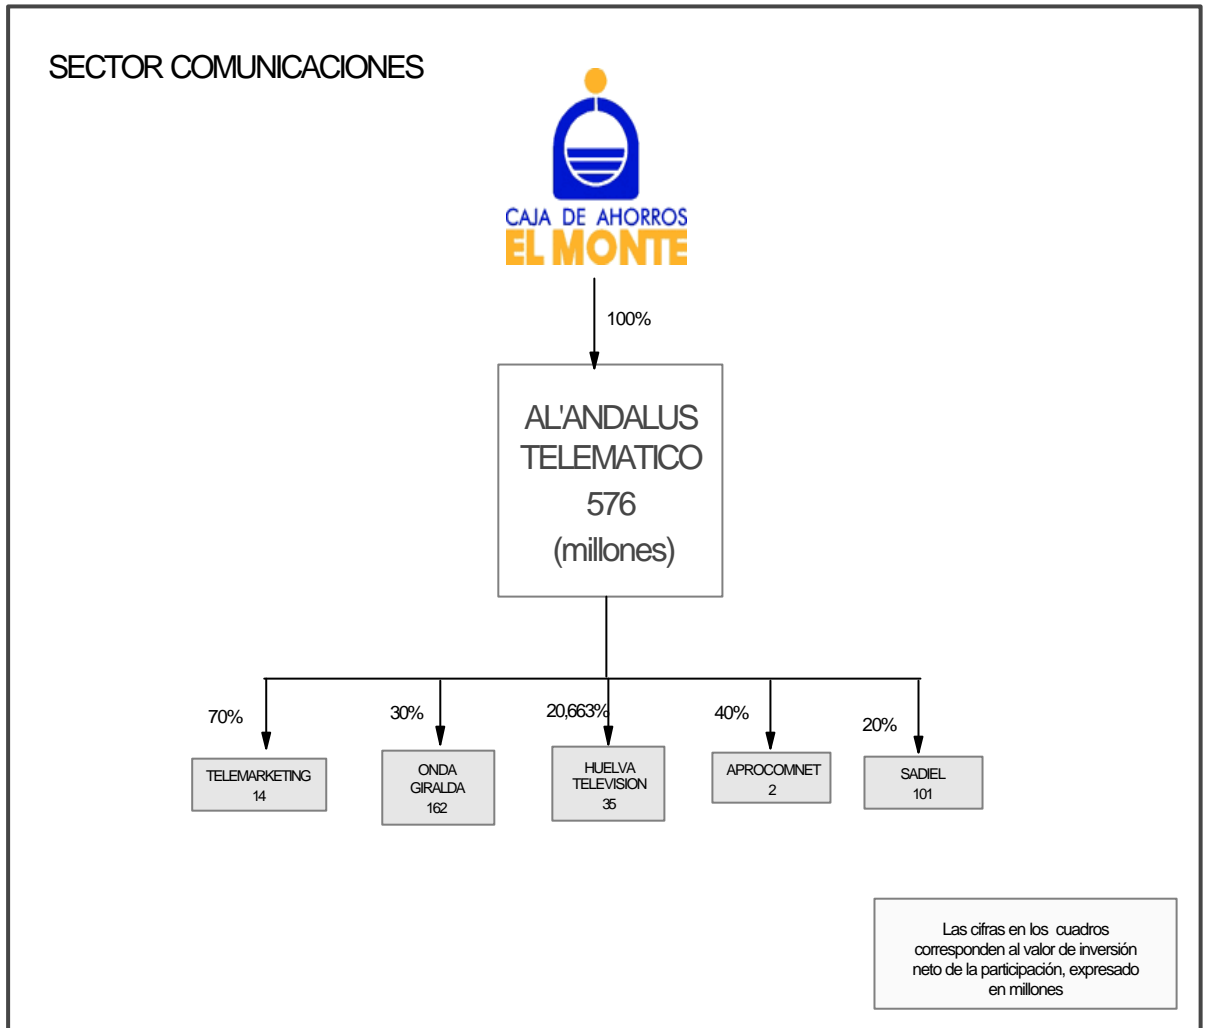 SECTOR COMUNICACIONES
CAJA DE AHORROS
EL MONTE
100%
AL'ANDALUS
TELEMATICO
576
(millones)
70%
30%
20,663%
40%
20%
TELEMARKETING
14
ONDA
GIRALDA
162
HUELVA
TELEVISION
35
APROCOMNET
2
SADIEL
101
Las cifras en los cuadros
corresponden al valor de inversión
neto de la participación, expresado
en millones